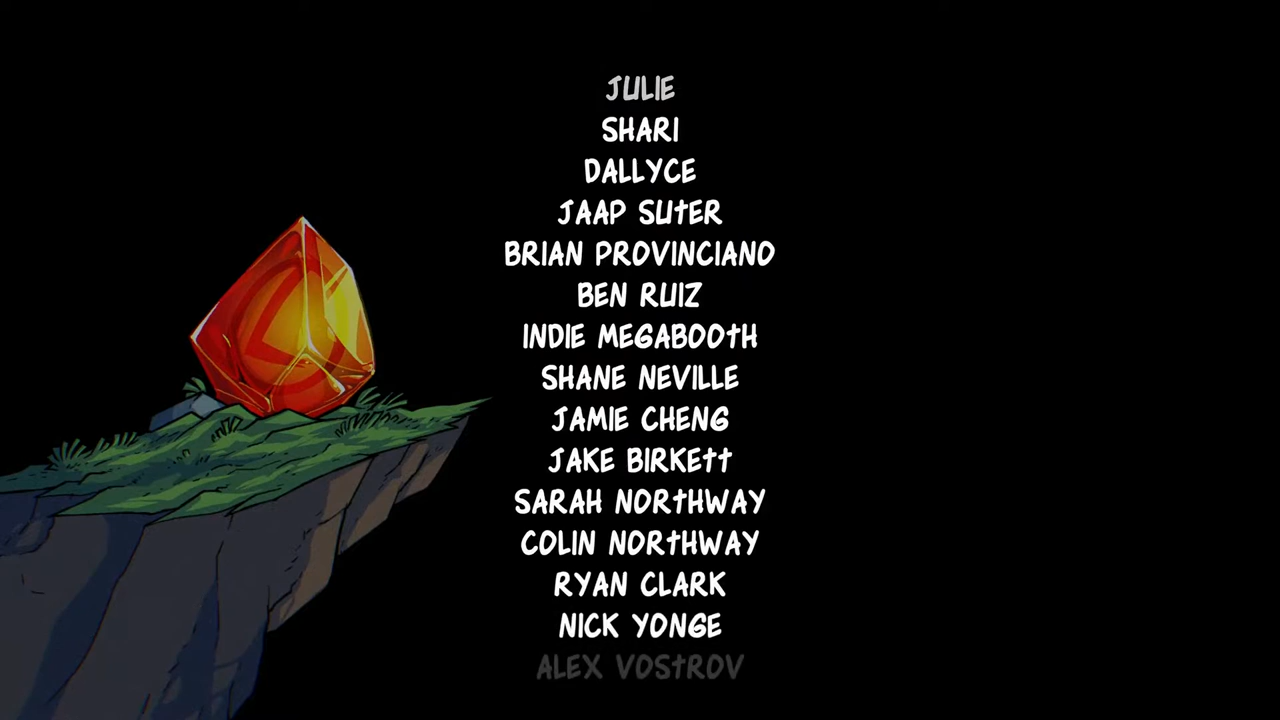 JULIE
SHARI
DALLYCE
JAAP SUTER
BRIAN PROVINCIANO
BEN RUIZ
INDIE MEGABOOTH
SHANE NEVILLE
JAMIE CHENG
JAKE BIRKETT
SARAH NORTHWAY
COLIN NORTHWAY
RYAN CLARK
NICK YONGE
ALEX VOSTROV